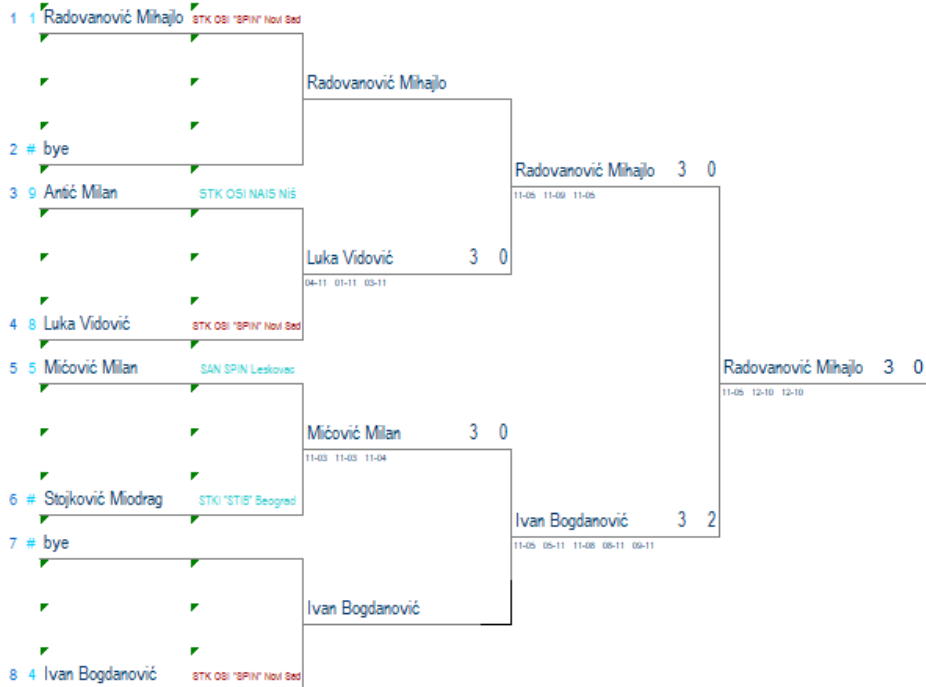 1 1 Radovanović Mihajlo STK OSI "SPIN" Novi Sad
Radovanović Mihajlo
2 # bye
Radovanović Mihajlo 3 0
11-05 11-09 11-05
3 9 Antić Milan STK OSI NAIS Niš
Luka Vidović 3 0
04-11 01-11 03-11
4 8 Luka Vidović STK OSI "SPIN" Novi Sad
5 5 Mićović Milan SAN SPIN Leskovac
Radovanović Mihajlo 3 0
11-05 12-10 12-10
Mićović Milan 3 0
11-03 11-03 11-04
6 # Stojković Miodrag STKI "STIB" Beograd
Ivan Bogdanović 3 2
11-05 05-11 11-08 08-11 09-11
7 # bye
Ivan Bogdanović
8 4 Ivan Bogdanović STK OSI "SPIN" Novi Sad